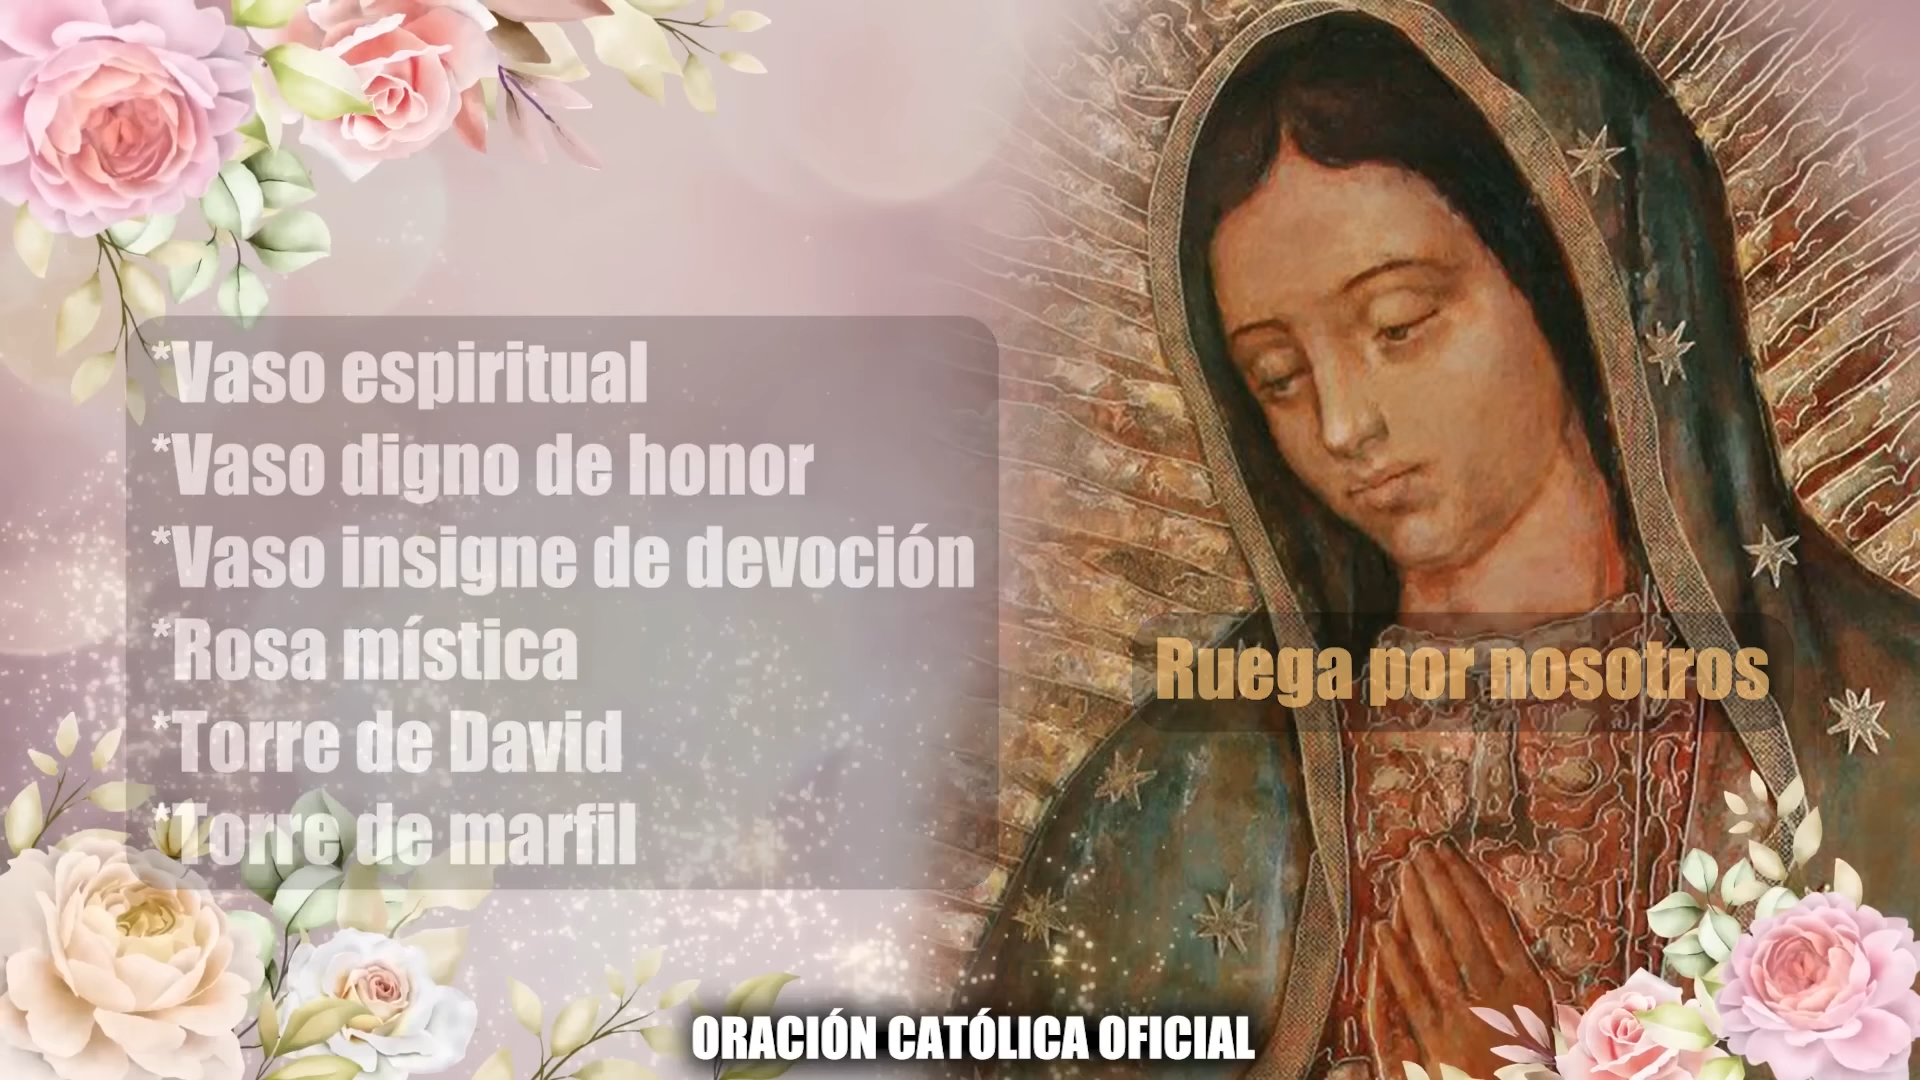 *Vaso espiritual
*Vaso digno de honor
*Vaso insigne de devoción
*Rosa mística
*Torre de David
*Torre de marfil
Ruega por nosotros
ORACIÓN CATÓLICA OFICIAL